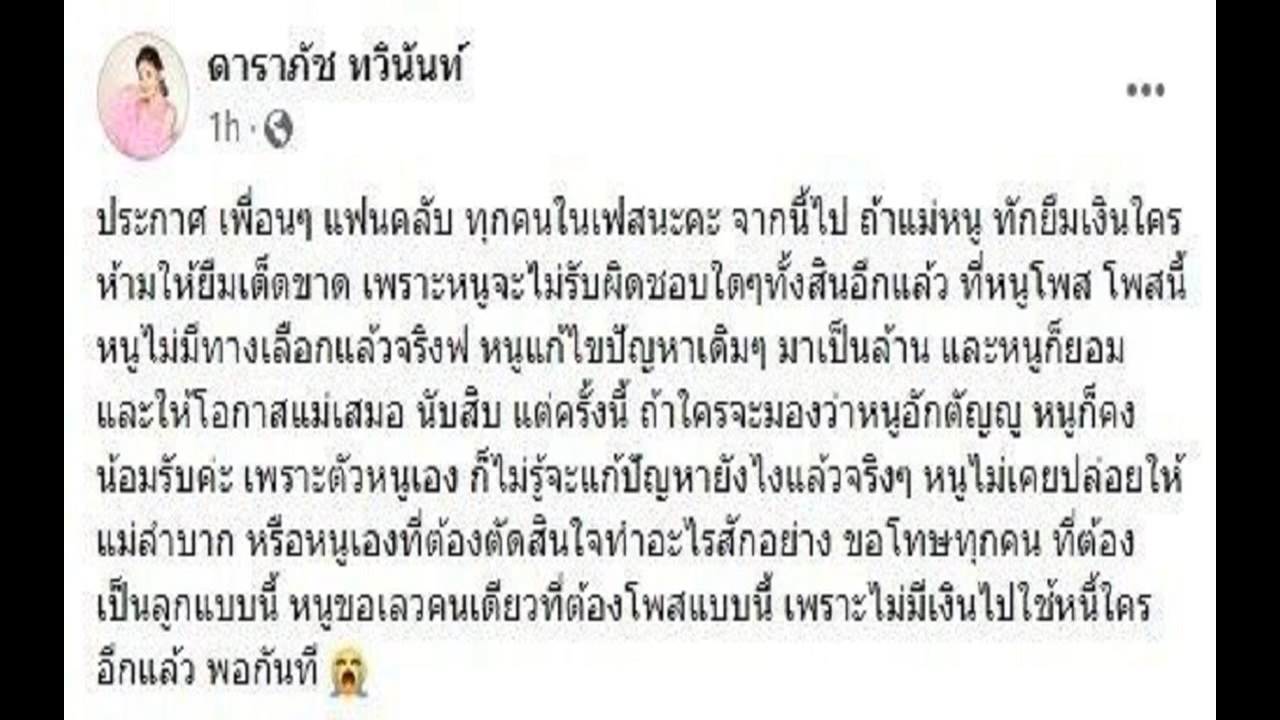 ดาราภัช ทวินันท์
1h ·
ประกาศ เพื่อนๆ แฟนคลับ ทุกคนในเฟสนะคะ จากนี้ไป ถ้าแม่หนู ทักยืมเงินใคร
ห้ามให้ยืมเด็ดขาด เพราะหนูจะไม่รับผิดชอบใดๆทั้งสินอีกแล้ว ที่หนูโพส โพสนี้
หนูไม่มีทางเลือกแล้วจริงฟ หนูแก้ไขปัญหาเดิมๆ มาเป็นล้าน และหนูก็ยอม
และให้โอกาสแม่เสมอ นับสิบ แต่ครั้งนี้ ถ้าใครจะมองว่าหนูอักตัญญู หนูก็คง
น้อมรับค่ะ เพราะตัวหนูเอง ก็ไม่รู้จะแก้ปัญหายังไงแล้วจริงๆ หนูไม่เคยปล่อยให้
แม่ลำบาก หรือหนูเองที่ต้องตัดสินใจทำอะไรสักอย่าง ขอโทษทุกคน ที่ต้อง
เป็นลูกแบบนี้ หนูขอเลวคนเดียวที่ต้องโพสแบบนี้ เพราะไม่มีเงินไปใช้หนี้ใคร
อีกแล้ว พอกันที